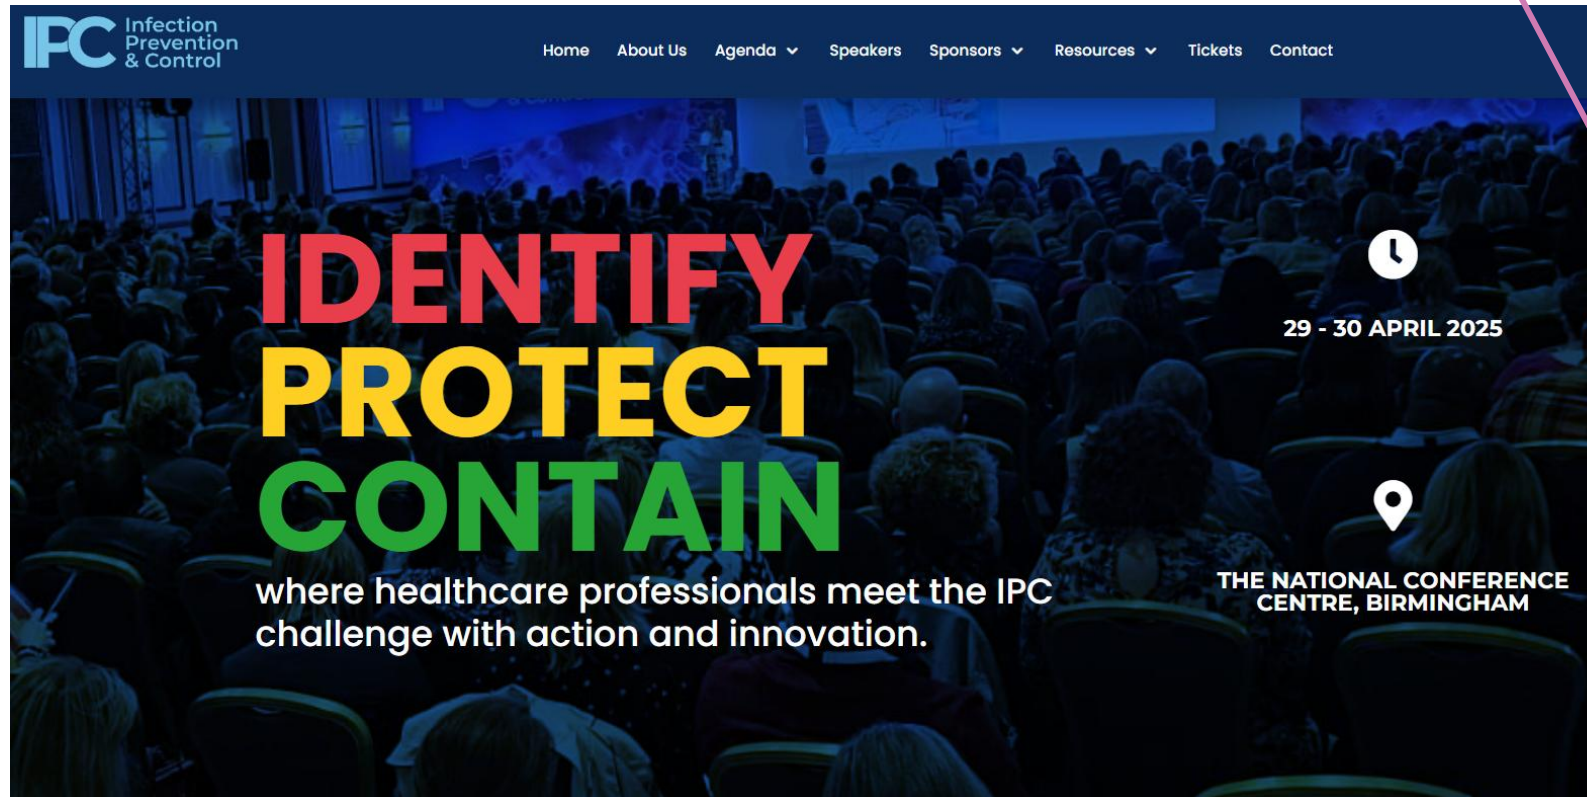 IPC
Infection
Prevention
& Control
Home About Us Agenda Speakers Sponsors Resources Tickets Contact
IDENTIFY
PROTECT
CONTAIN
where healthcare professionals meet the IPC
challenge with action and innovation.
29 - 30 APRIL 2025
THE NATIONAL CONFERENCE
CENTRE, BIRMINGHAM